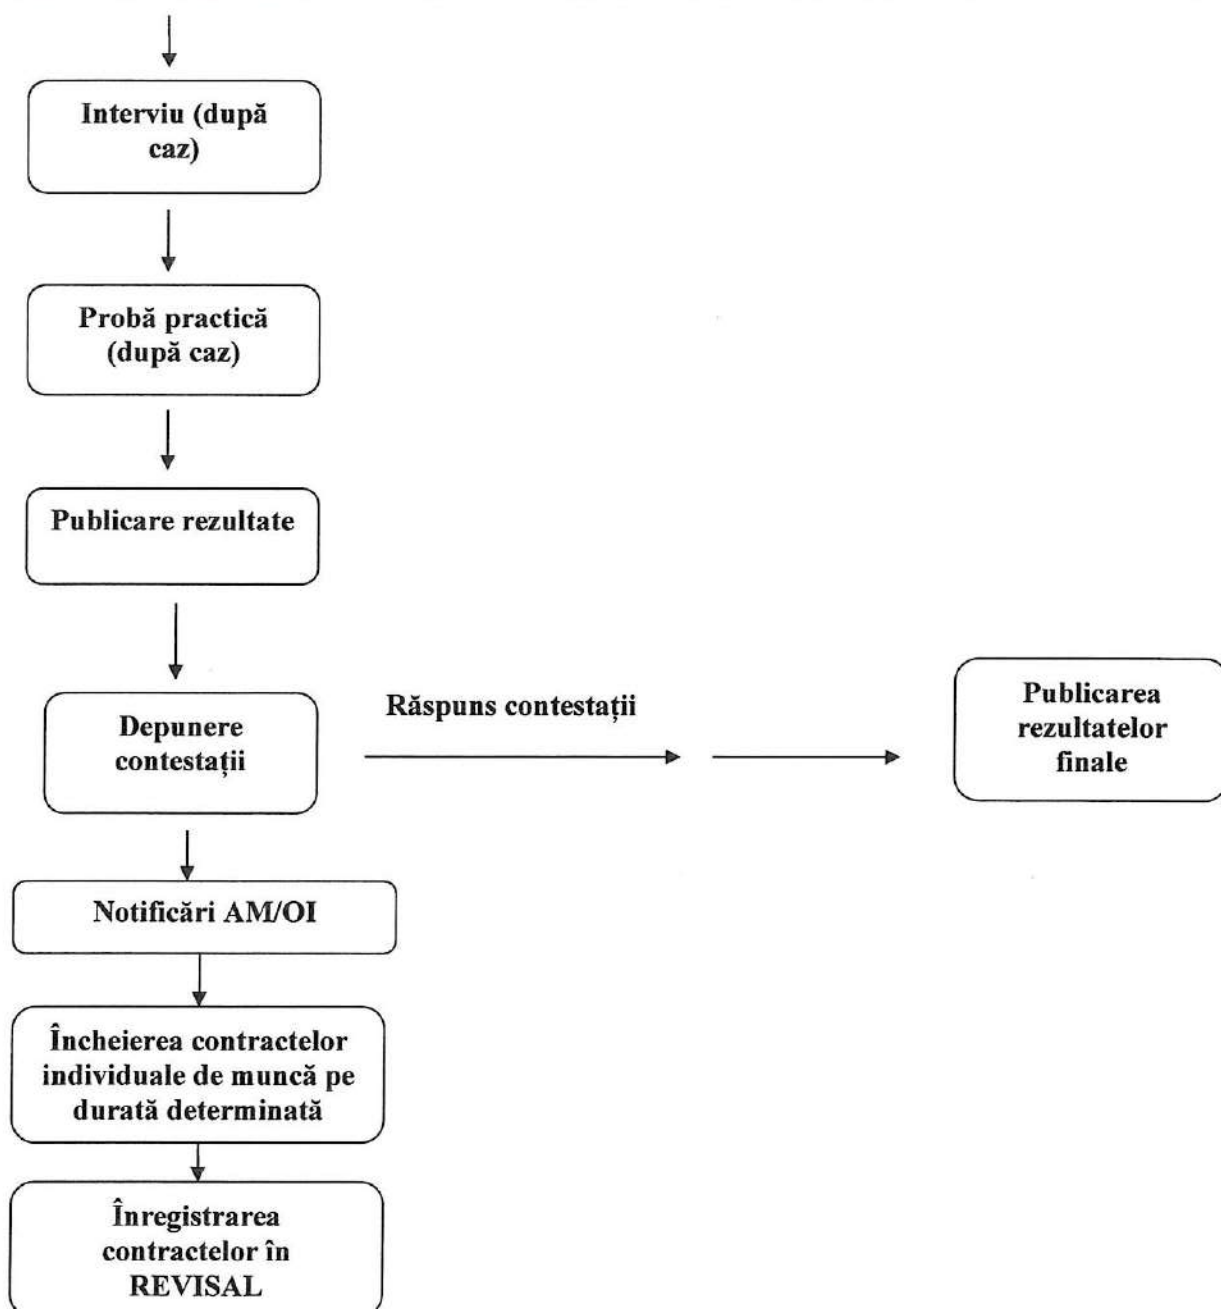 Interviu (după
caz)
Probă practică
(după caz)
Publicare rezultate
Depunere
contestații
Răspuns contestații
Publicarea
rezultatelor
finale
Notificări AM/OI
Încheierea contractelor
individuale de muncă pe
durată determinată
Înregistrarea
contractelor în
REVISAL